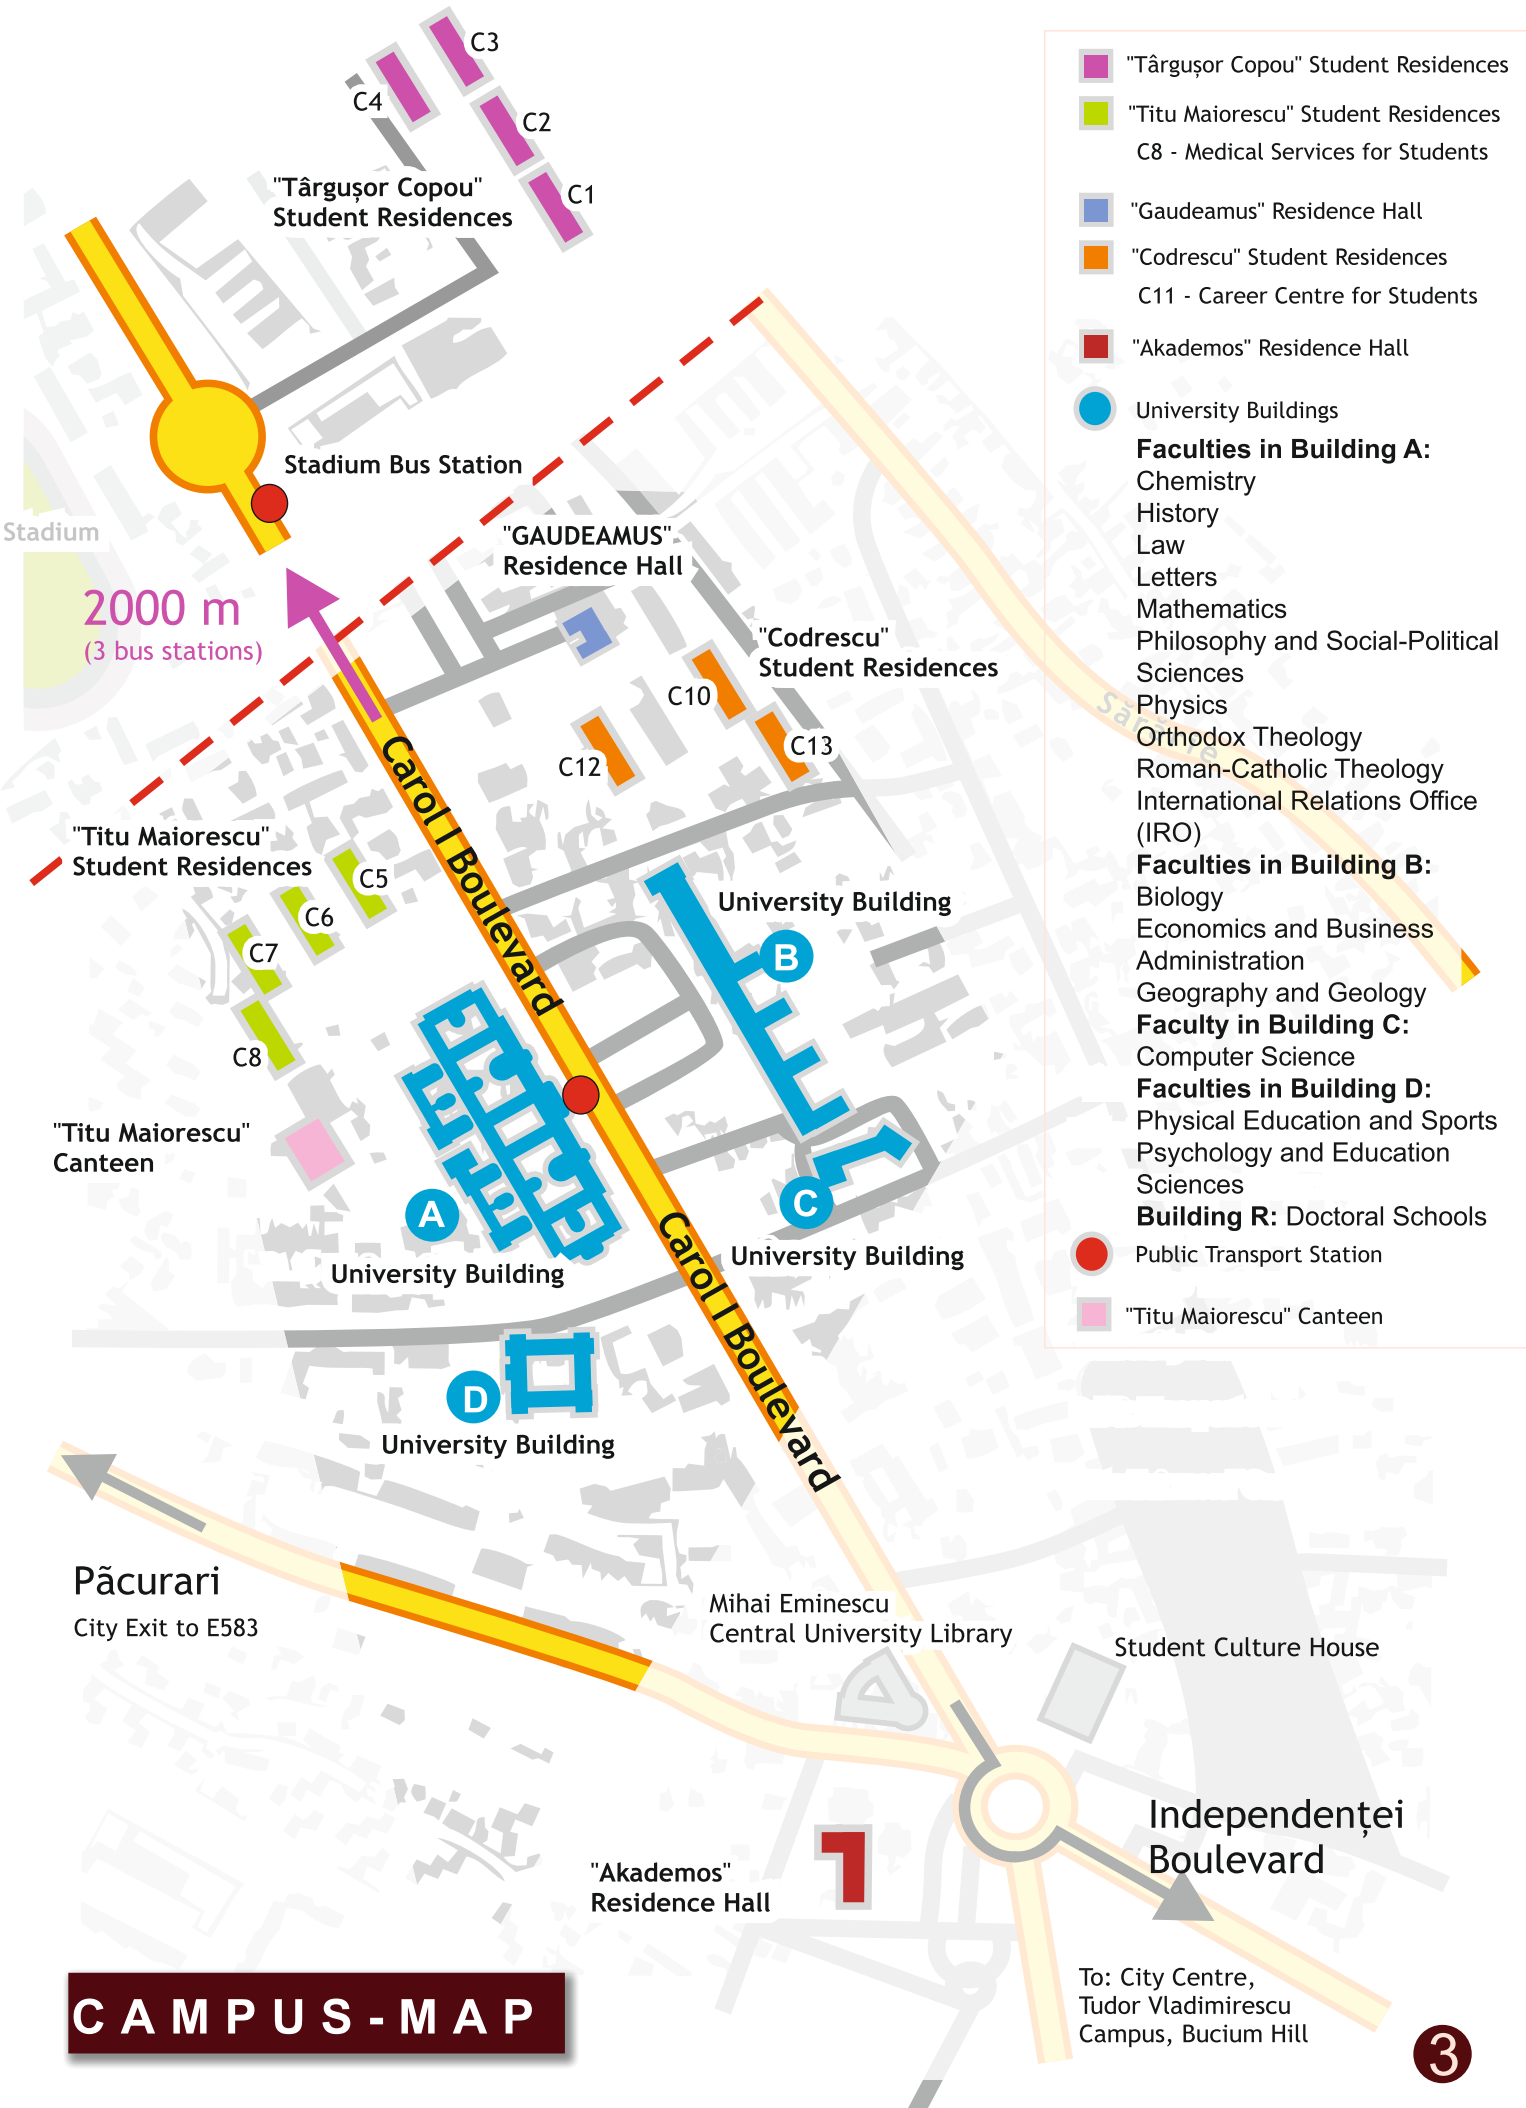 C3
C4
C2
C1
"Târgușor Copou"
Student Residences
Stadium Bus Station
Stadium
2000 m
(3 bus stations)
"GAUDEAMUS"
Residence Hall
"Codrescu"
Student Residences
C10
C13
C12
Carol I Boulevard
"Titu Maiorescu"
Student Residences
C5
C6
C7
C8
University Building
B
"Titu Maiorescu"
Canteen
A
University Building
C
University Building
Carol I Boulevard
D
University Building
Păcurari
City Exit to E583
Mihai Eminescu
Central University Library
Student Culture House
"Akademos"
Residence Hall
Independenței
Boulevard
To: City Centre,
Tudor Vladimirescu
Campus, Bucium Hill
CAMPUS-MAP
3
"Târgușor Copou" Student Residences
"Titu Maiorescu" Student Residences
C8 - Medical Services for Students
"Gaudeamus" Residence Hall
"Codrescu" Student Residences
C11 - Career Centre for Students
"Akademos" Residence Hall
University Buildings
Faculties in Building A:
Chemistry
History
Law
Letters
Mathematics
Philosophy and Social-Political
Sciences
Physics
Orthodox Theology
Roman-Catholic Theology
International Relations Office
(IRO)
Faculties in Building B:
Biology
Economics and Business
Administration
Geography and Geology
Faculty in Building C:
Computer Science
Faculties in Building D:
Physical Education and Sports
Psychology and Education
Sciences
Building R: Doctoral Schools
Public Transport Station
"Titu Maiorescu" Canteen